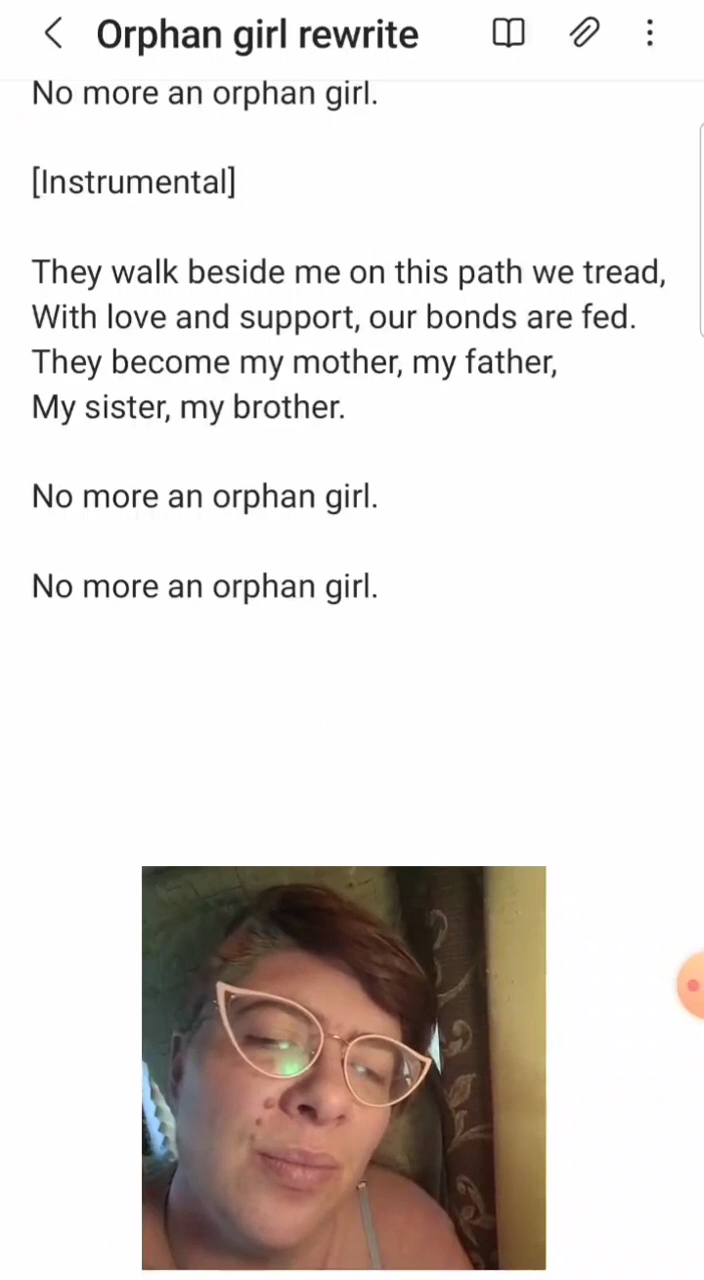 Orphan girl rewrite
No more an orphan girl.
[Instrumental]
They walk beside me on this path we tread,
With love and support, our bonds are fed.
They become my mother, my father,
My sister, my brother.
No more an orphan girl.
No more an orphan girl.